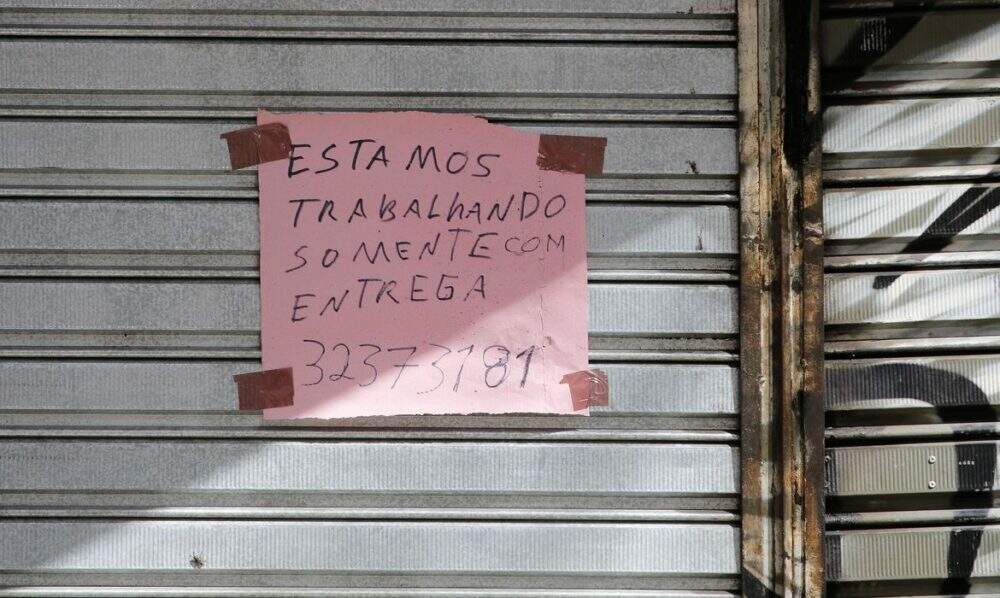 ESTAMOS
TRABALHANDO
SOMENTE COM
ENTREGA
32373181